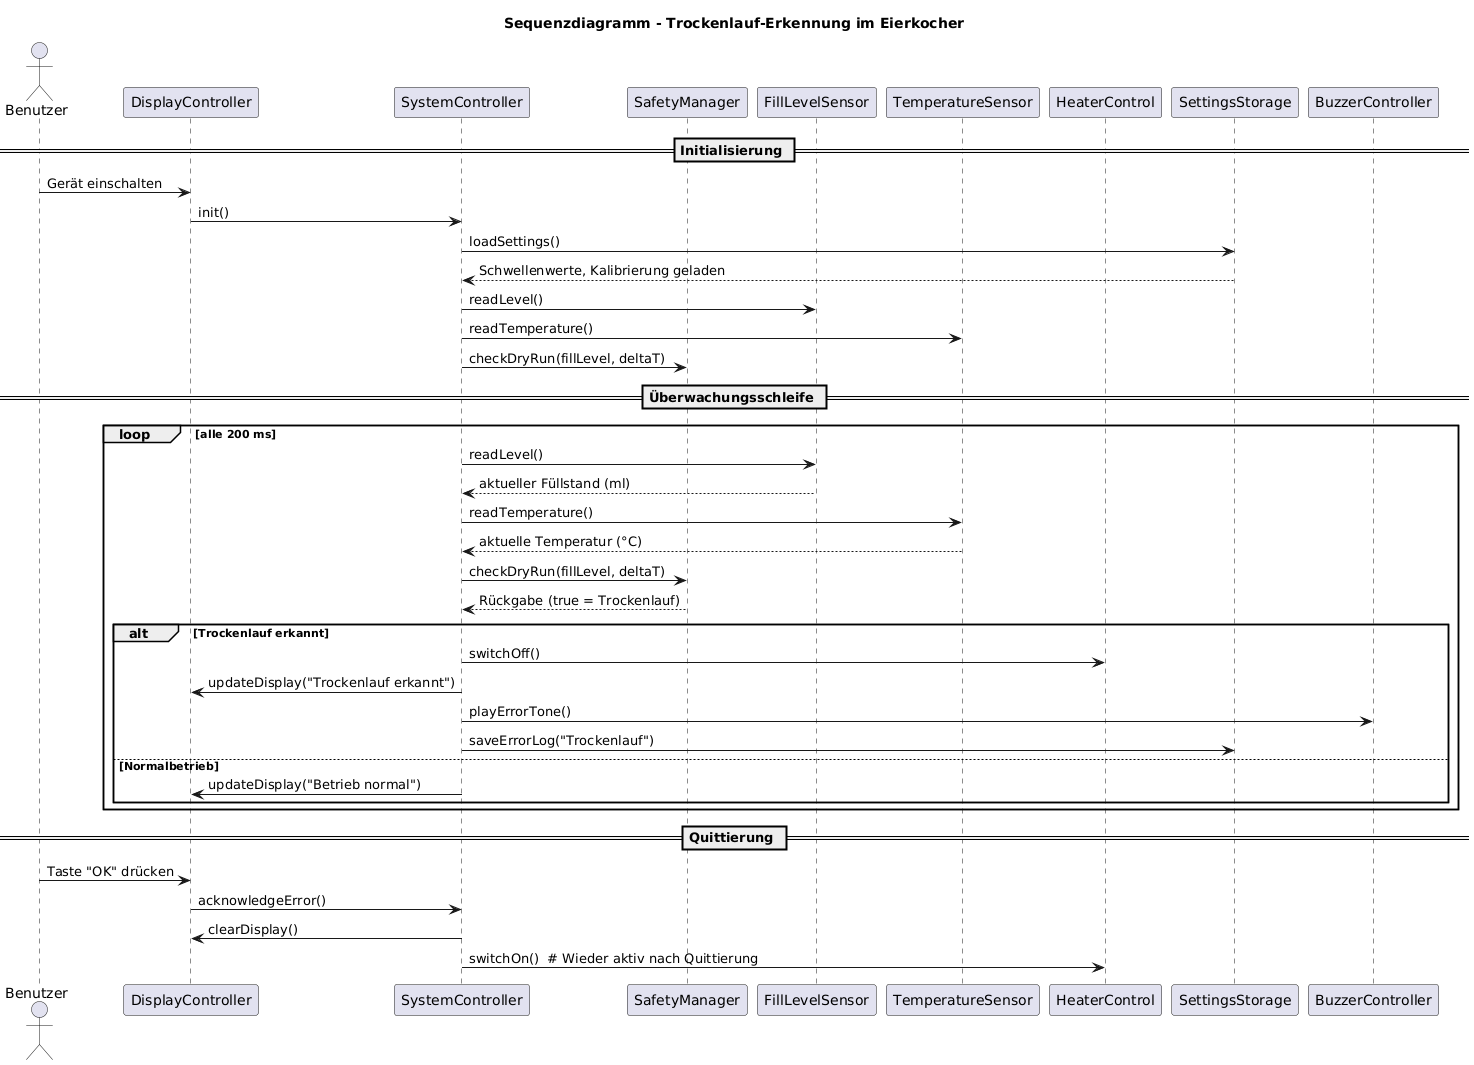 Sequenzdiagramm - Trockenlauf-Erkennung im Eierkocher
Benutzer
DisplayController
SystemController
SafetyManager
FillLevelSensor
TemperatureSensor
HeaterControl
SettingsStorage
BuzzerController
Initialisierung
Gerät einschalten
init()
loadSettings()
Schwellenwerte, Kalibrierung geladen
readLevel()
readTemperature()
checkDryRun(fillLevel, deltaT)
Überwachungsschleife
loop [alle 200 ms]
readLevel()
aktueller Füllstand (ml)
readTemperature()
aktuelle Temperatur (°C)
checkDryRun(fillLevel, deltaT)
Rückgabe (true = Trockenlauf)
alt [Trockenlauf erkannt]
switchOff()
updateDisplay("Trockenlauf erkannt")
playErrorTone()
saveErrorLog("Trockenlauf")
[Normalbetrieb]
updateDisplay("Betrieb normal")
Quittierung
Taste "OK" drücken
acknowledgeError()
clearDisplay()
switchOn()  # Wieder aktiv nach Quittierung
Benutzer
DisplayController
SystemController
SafetyManager
FillLevelSensor
TemperatureSensor
HeaterControl
SettingsStorage
BuzzerController